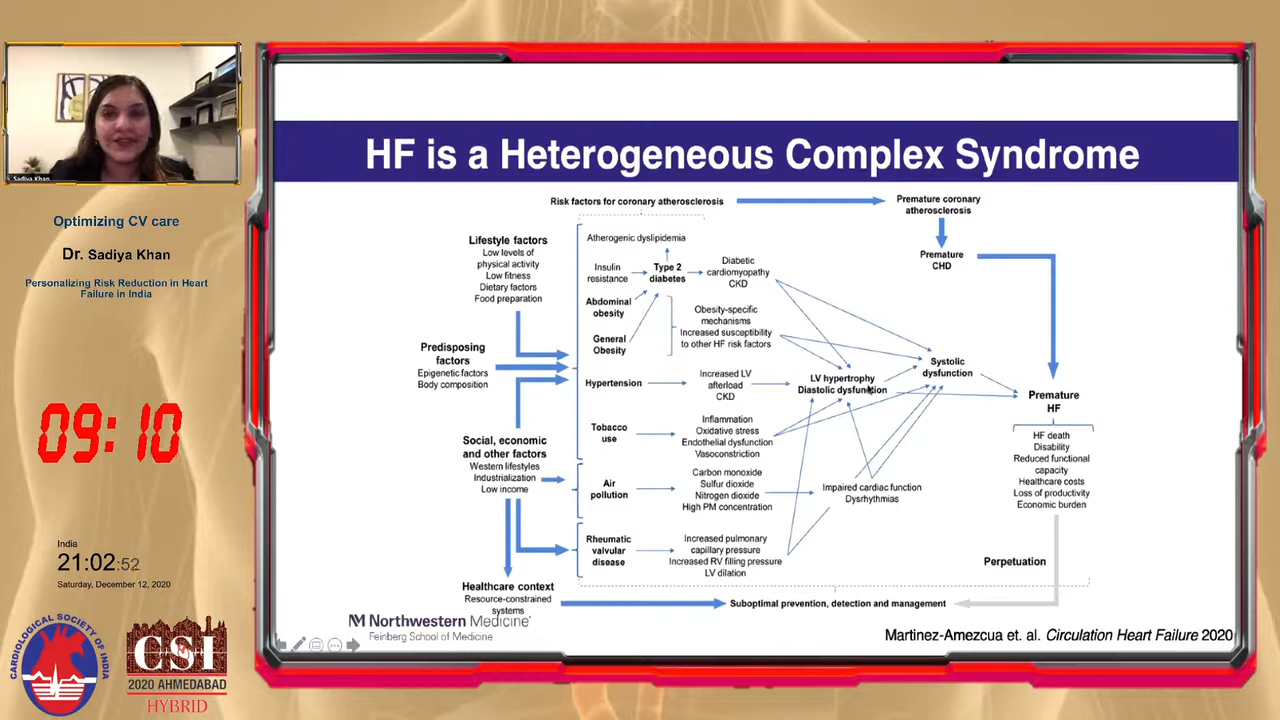 Sadiya Khan
Optimizing CV care
Dr. Sadiya Khan
Personalizing Risk Reduction in Heart
Failure in India
09:10
India
21:02:52
Saturday, December 12, 2020
CARDIOLOGICAL SOCIETY OF INDIA
CSI
2020 AHMEDABAD
HYBRID
HF is a Heterogeneous Complex Syndrome
Risk factors for coronary atherosclerosis
Premature coronary
atherosclerosis
Premature
CHD
Lifestyle factors
Low levels of
physical activity
Low fitness
Dietary factors
Food preparation
Predisposing
factors
Epigenetic factors
Body composition
Social, economic
and other factors
Western lifestyles
Industrialization
Low income
Healthcare context
Resource-constrained
systems
Atherogenic dyslipidemia
Insulin
resistance
Type 2
diabetes
Diabetic
cardiomyopathy
CKD
Abdominal
obesity
General
Obesity
Obesity-specific
mechanisms
Increased susceptibility
to other HF risk factors
Hypertension
Increased LV
afterload
CKD
Tobacco
use
Inflammation
Oxidative stress
Endothelial dysfunction
Vasoconstriction
Air
pollution
Carbon monoxide
Sulfur dioxide
Nitrogen dioxide
High PM concentration
Rheumatic
valvular
disease
Increased pulmonary
capillary pressure
Increased RV filling pressure
LV dilation
LV hypertrophy
Diastolic dysfunction
Impaired cardiac function
Dysrhythmias
Systolic
dysfunction
Premature
HF
HF death
Disability
Reduced functional
capacity
Healthcare costs
Loss of productivity
Economic burden
Perpetuation
Suboptimal prevention, detection and management
Northwestern Medicine®
Feinberg School of Medicine
Martinez-Amezcua et. al. Circulation Heart Failure 2020